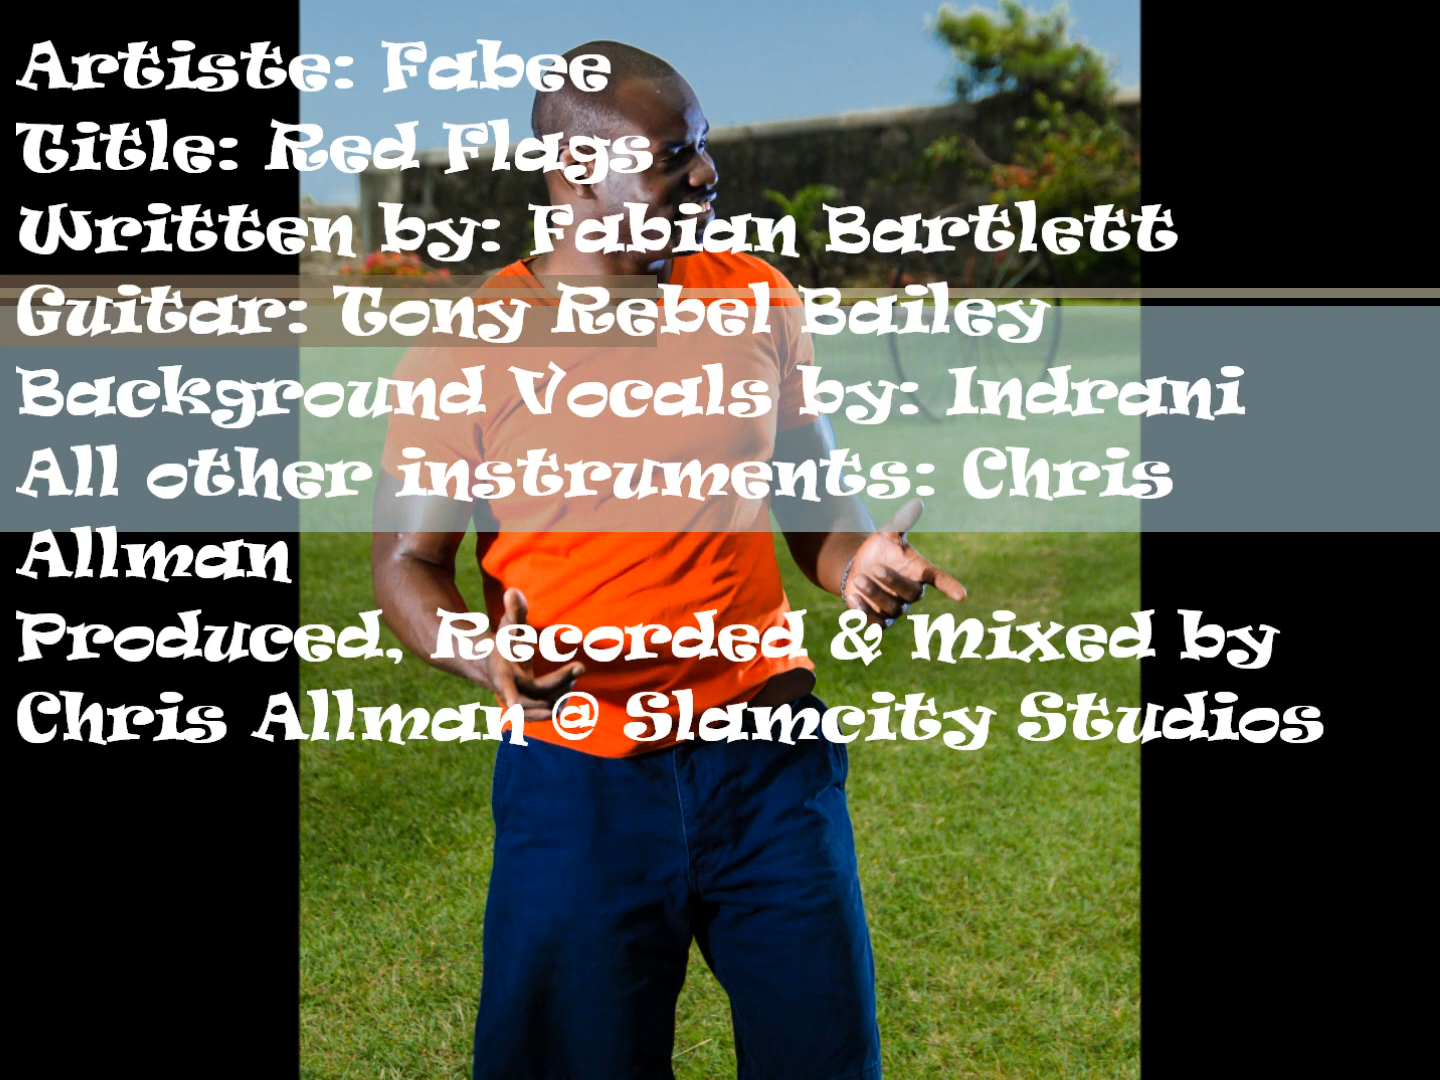 Artiste: Fabee
Title: Red Flags
Written by: Fabian Bartlett
Guitar: Tony Rebel Bailey
Background Vocals by: Indrani
All other instruments: Chris
Allman
Produced, Recorded & Mixed by
Chris Allman @ Slamcity Studios